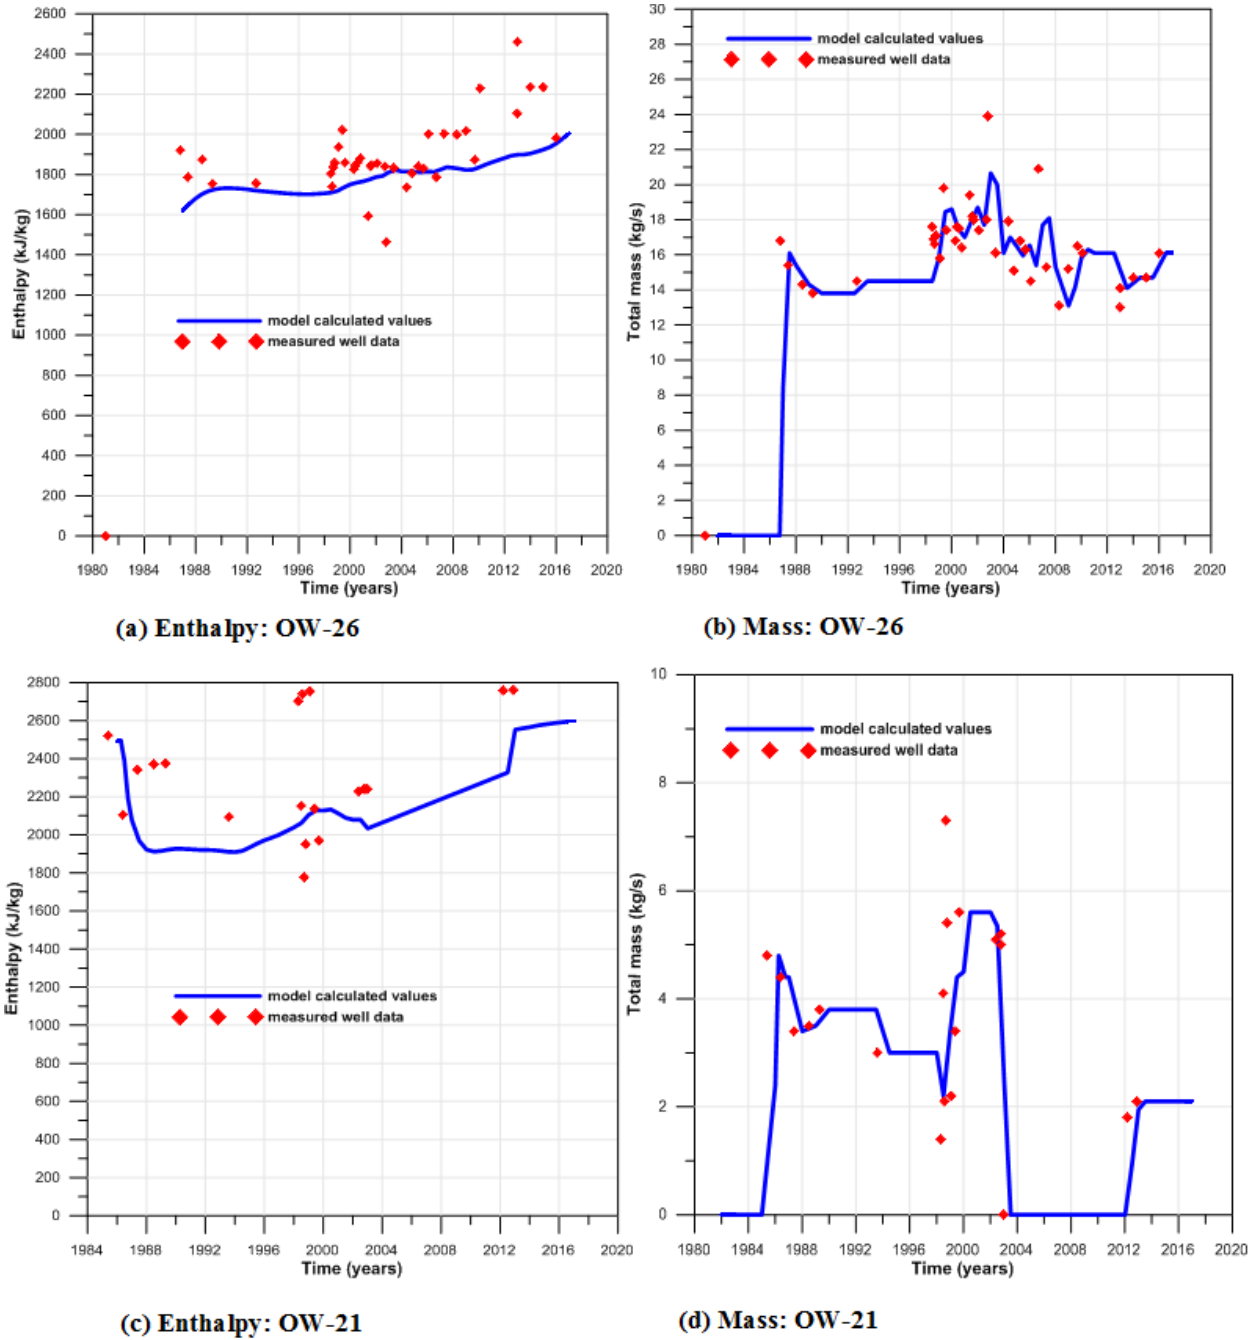 2600
2400
2200
2000
1800
1600
1400
1200
1000
800
600
400
200
0
Enthalpy (kJ/kg)
model calculated values
measured well data
1980 1984 1988 1992 1996 2000 2004 2008 2012 2016 2020
Time (years)
(a) Enthalpy: OW-26
30
28
26
24
22
20
18
16
14
12
10
8
6
4
2
0
Total mass (kg/s)
model calculated values
measured well data
1980 1984 1988 1992 1996 2000 2004 2008 2012 2016 2020
Time (years)
(b) Mass: OW-26
2800
2600
2400
2200
2000
1800
1600
1400
1200
1000
800
600
400
200
0
Enthalpy (kJ/kg)
model calculated values
measured well data
1984 1988 1992 1996 2000 2004 2008 2012 2016 2020
Time (years)
(c) Enthalpy: OW-21
10
8
6
4
2
0
Total mass (kg/s)
model calculated values
measured well data
1980 1984 1988 1992 1996 2000 2004 2008 2012 2016 2020
Time (years)
(d) Mass: OW-21